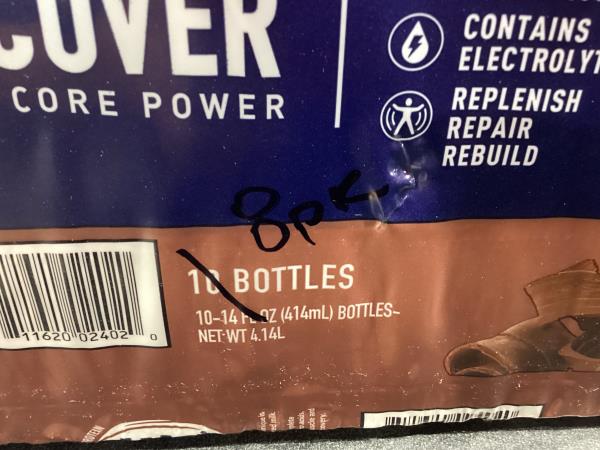 COVER
CORE POWER
CONTAINS
REPLENISH
REPAIR
REBUILD
8pk
10 BOTTLES
10-14 FL OZ (414mL) BOTTLES-
NET WT 4.14L
11620 02402 0